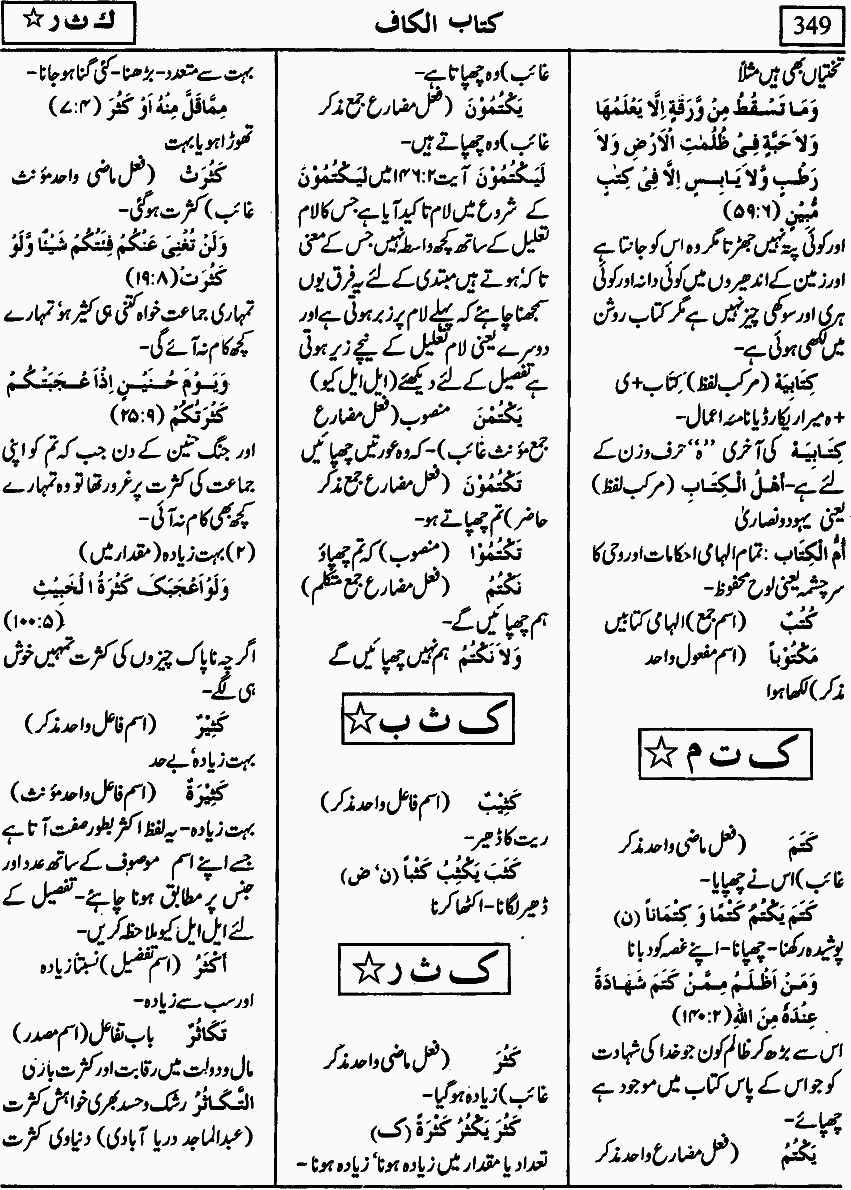 349
کتاب الکاف
ك ث ر ☆
تختیاں بھی ہیں مثلاً
وَمَا تَسْقُطُ مِنْ وَّرَقَةٍ اِلَّا يَعْلَمُهَا
وَلاَ حَبَّةٍ فِىْ ظُلُمٰتِ الْاَرْضِ وَلاَ
رَطْبٍ وَّلَا يَابِسٍ اِلَّا فِىْ كِتٰبٍ
مُّبِيْنٍ (۵۹:۶)
اور کوئی پتہ نہیں جھڑتا مگر وہ اس کو جانتا ہے
اور زمین کے اندھیروں میں کوئی دانہ اور کوئی
ہری اور سوکھی چیز نہیں ہے مگر کتاب روشن
میں لکھی ہوئی ہے-
كِتَابِيَهْ (مرکب لفظ) كِتَاب+ی
+ہ میرا ریکارڈ یا نامۂ اعمال-
كِتَابِيَهْ کی آخری ”ہ“ حرف وزن کے
لئے ہے- اَهْلُ الْكِتَابِ (مرکب لفظ)
یعنی یہود و نصاریٰ
اُمُّ الْكِتَاب : تمام الہامی احکامات اور وحی کا
سرچشمہ یعنی لوح محفوظ-
كُتُبٌ (اسم جمع) الہامی کتابیں
مَكْتُوْباً (اسم مفعول واحد
مذکر) لکھا ہوا
ک ت م ☆
كَتَمَ (فعل ماضی واحد مذکر
غائب) اس نے چھپایا-
كَتَمَ يَكْتُمُ كَتْمًا وَ كِتْمَاناً (ن)
پوشیدہ رکھنا- چھپانا- اپنے غصہ کو دبانا
وَمَنْ اَظْلَمُ مِمَّنْ كَتَمَ شَهَادَةً
عِنْدَهٗ مِنَ اللهِ (۱۴۰:۲)
اس سے بڑھ کر ظالم کون جو خدا کی شہادت
کو جو اس کے پاس کتاب میں موجود ہے
چھپائے-
يَكْتُمُ (فعل مضارع واحد مذکر
غائب) وہ چھپاتا ہے-
يَكْتُمُوْنَ (فعل مضارع جمع مذکر
غائب) وہ چھپاتے ہیں-
لَيَكْتُمُوْنَ آیت ۱۴۶:۲ میں لَيَكْتُمُوْنَ
کے شروع میں لام تاکید آیا ہے جس کا لام
تعلیل کے ساتھ کچھ واسطہ نہیں جس کے معنی
تاکہ، ہوتے ہیں مبتدی کے لئے یہ فرق یوں
سمجھنا چاہئے کہ پہلے لام پر زبر ہوتی ہے اور
دوسرے یعنی لام تعلیل کے نیچے زیر ہوتی
ہے تفصیل کے لئے دیکھئے (ایل ایل کیو)
يَكْتُمْنَ منصوب (فعل مضارع
جمع مؤنث غائب)- کہ وہ عورتیں چھپائیں
تَكْتُمُوْنَ (فعل مضارع جمع مذکر
حاضر) تم چھپاتے ہو-
تَكْتُمُوْا (منصوب) کہ تم چھپاؤ
نَكْتُمُ (فعل مضارع جمع متکلم)
ہم چھپائیں گے-
وَلاَ نَكْتُمُ ہم نہیں چھپائیں گے
ک ث ب ☆
كَثِيْبٌ (اسم فاعل واحد مذکر)
ریت کا ڈھیر-
كَثَبَ يَكْثُبُ كَثْباً (ن، ض)
ڈھیر لگانا- اکٹھا کرنا
ک ث ر ☆
كَثُرَ (فعل ماضی واحد مذکر
غائب) زیادہ ہوگیا-
كَثُرَ يَكْثُرُ كَثْرَةً (ک)
تعداد یا مقدار میں زیادہ ہونا، زیادہ ہونا-
بہت سے متعدد- بڑھنا- کئی گنا ہو جانا-
مِمَّاقَلَّ مِنْهُ اَوْ كَثُرَ (۷:۴)
تھوڑا ہو یا بہت
كَثُرَتْ (فعل ماضی واحد مؤنث
غائب) کثرت ہوگئی-
وَلَنْ تُغْنِىَ عَنْكُمْ فِئَتُكُمْ شَيْئًا وَّلَوْ
كَثُرَتْ (۱۹:۸)
تمہاری جماعت خواہ کتنی ہی کثیر ہو، تمہارے
کچھ کام نہ آئے گی-
وَيَوْمَ حُنَيْنٍ اِذْاَعْجَبَتْكُمْ
كَثْرَتُكُمْ (۲۵:۹)
اور جنگ حنین کے دن جب کہ تم کو اپنی
جماعت کی کثرت پر غرور تھا تو وہ تمہارے
کچھ بھی کام نہ آئی-
(۲) بہت زیادہ (مقدار میں)
وَلَوْاَعْجَبَكَ كَثْرَةُ الْخَبِيْثِ
(۱۰۰:۵)
اگرچہ ناپاک چیزوں کی کثرت تمہیں خوش
ہی لگے-
كَثِيْرٌ (اسم فاعل واحد مذکر)
بہت زیادہ، بے حد
كَثِيْرَةٌ (اسم فاعل واحد مؤنث)
بہت زیادہ- یہ لفظ اکثر بطور صفت آتا ہے
جسے اپنے اسم موصوف کے ساتھ عدد اور
جنس پر مطابق ہونا چاہئے- تفصیل کے
لئے ایل ایل کیو ملاحظہ کریں-
اَكْثَرُ (اسم تفضیل) نسبتاً زیادہ
اور سب سے زیادہ-
تَكَاثُرٌ باب تفاعل (اسم مصدر)
مال و دولت میں رقابت اور کثرت بازی
التَّكَاثُرُ رشک و حسد بھری خواہش کثرت
(عبدالماجد دریا آبادی) دنیاوی کثرت